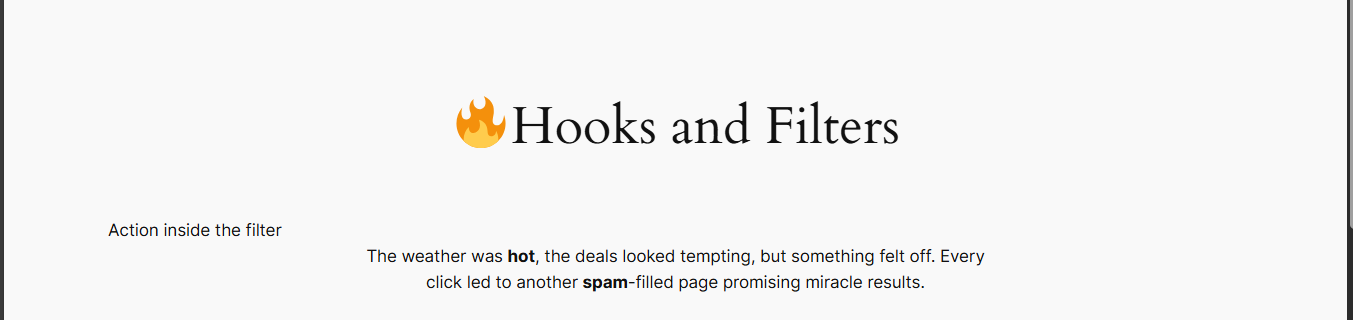 🔥Hooks and Filters
Action inside the filter
The weather was hot, the deals looked tempting, but something felt off. Every
click led to another spam-filled page promising miracle results.